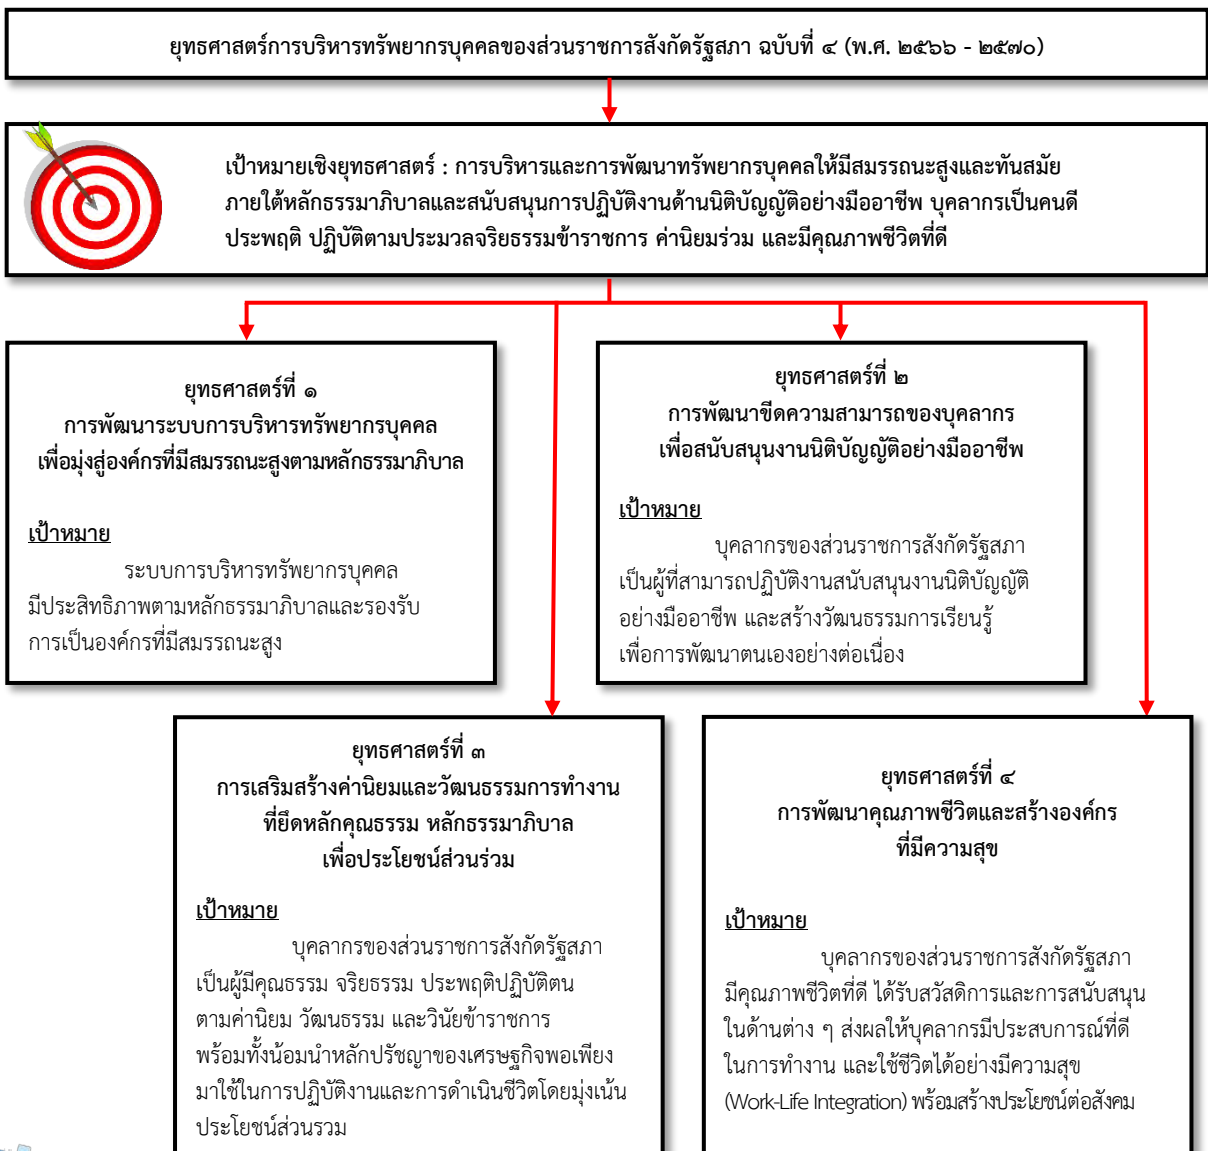 ยุทธศาสตร์การบริหารทรัพยากรบุคคลของส่วนราชการสังกัดรัฐสภา ฉบับที่ ๔ (พ.ศ. ๒๕๖๖ - ๒๕๗๐)
เป้าหมายเชิงยุทธศาสตร์ : การบริหารและการพัฒนาทรัพยากรบุคคลให้มีสมรรถนะสูงและทันสมัย
ภายใต้หลักธรรมาภิบาลและสนับสนุนการปฏิบัติงานด้านนิติบัญญัติอย่างมืออาชีพ บุคลากรเป็นคนดี
ประพฤติ ปฏิบัติตามประมวลจริยธรรมข้าราชการ ค่านิยมร่วม และมีคุณภาพชีวิตที่ดี
ยุทธศาสตร์ที่ ๑
การพัฒนาระบบการบริหารทรัพยากรบุคคล
เพื่อมุ่งสู่องค์กรที่มีสมรรถนะสูงตามหลักธรรมาภิบาล
เป้าหมาย
ระบบการบริหารทรัพยากรบุคคล
มีประสิทธิภาพตามหลักธรรมาภิบาลและรองรับ
การเป็นองค์กรที่มีสมรรถนะสูง
ยุทธศาสตร์ที่ ๒
การพัฒนาขีดความสามารถของบุคลากร
เพื่อสนับสนุนงานนิติบัญญัติอย่างมืออาชีพ
เป้าหมาย
บุคลากรของส่วนราชการสังกัดรัฐสภา
เป็นผู้ที่สามารถปฏิบัติงานสนับสนุนงานนิติบัญญัติ
อย่างมืออาชีพ และสร้างวัฒนธรรมการเรียนรู้
เพื่อการพัฒนาตนเองอย่างต่อเนื่อง
ยุทธศาสตร์ที่ ๓
การเสริมสร้างค่านิยมและวัฒนธรรมการทำงาน
ที่ยึดหลักคุณธรรม หลักธรรมาภิบาล
เพื่อประโยชน์ส่วนร่วม
เป้าหมาย
บุคลากรของส่วนราชการสังกัดรัฐสภา
เป็นผู้มีคุณธรรม จริยธรรม ประพฤติปฏิบัติตน
ตามค่านิยม วัฒนธรรม และวินัยข้าราชการ
พร้อมทั้งน้อมนำหลักปรัชญาของเศรษฐกิจพอเพียง
มาใช้ในการปฏิบัติงานและการดำเนินชีวิตโดยมุ่งเน้น
ประโยชน์ส่วนรวม
ยุทธศาสตร์ที่ ๔
การพัฒนาคุณภาพชีวิตและสร้างองค์กร
ที่มีความสุข
เป้าหมาย
บุคลากรของส่วนราชการสังกัดรัฐสภา
มีคุณภาพชีวิตที่ดี ได้รับสวัสดิการและการสนับสนุน
ในด้านต่าง ๆ ส่งผลให้บุคลากรมีประสบการณ์ที่ดี
ในการทำงาน และใช้ชีวิตได้อย่างมีความสุข
(Work-Life Integration) พร้อมสร้างประโยชน์ต่อสังคม